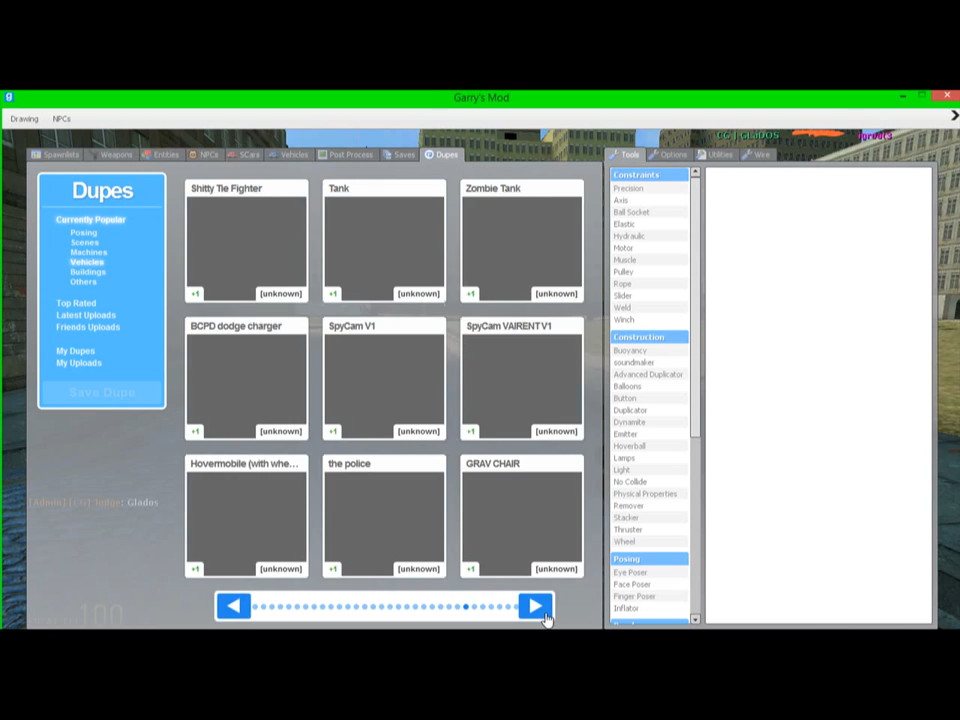 Garry's Mod
Drawing NPCs
CC | GLaDOS
Spawnlists Weapons Entities NPCs SCars Vehicles Post Process Saves Dupes
Tools Options Utilities Wire
Dupes
Currently Popular
Posing
Scenes
Machines
Vehicles
Buildings
Others
Top Rated
Latest Uploads
Friends Uploads
My Dupes
My Uploads
Save Dupe
Shitty Tie Fighter
+1 [unknown]
Tank
+1 [unknown]
Zombie Tank
+1 [unknown]
BCPD dodge charger
+1 [unknown]
SpyCam V1
+1 [unknown]
SpyCam VAIRENT V1
+1 [unknown]
Hovermobile (with whe...
+1 [unknown]
the police
+1 [unknown]
GRAV CHAIR
+1 [unknown]
: Glados
100
Constraints
Precision
Axis
Ball Socket
Elastic
Hydraulic
Motor
Muscle
Pulley
Rope
Slider
Weld
Winch
Construction
Buoyancy
soundmaker
Advanced Duplicator
Balloons
Button
Duplicator
Dynamite
Emitter
Hoverball
Lamps
Light
No Collide
Physical Properties
Remover
Stacker
Thruster
Wheel
Posing
Eye Poser
Face Poser
Finger Poser
Inflator